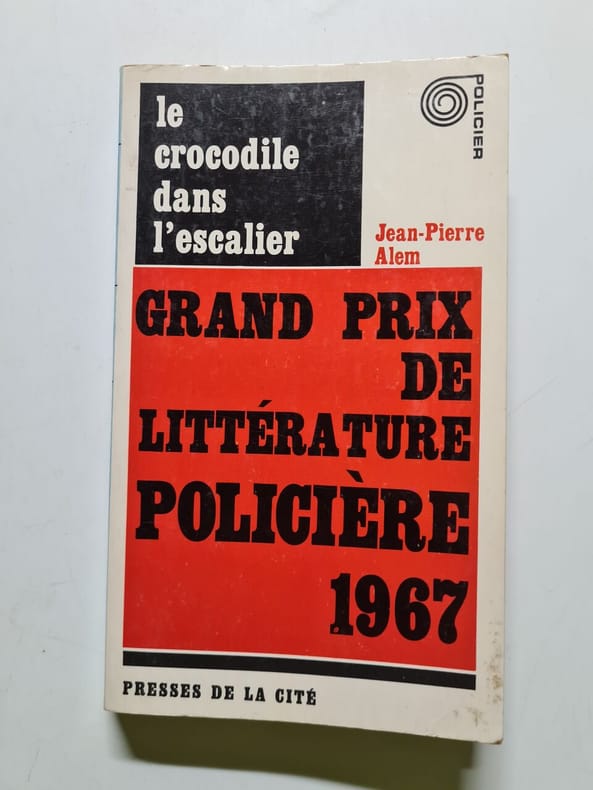 le
crocodile
dans
l'escalier
POLICIER
Jean-Pierre
Alem
GRAND PRIX
DE
LITTÉRATURE
POLICIÈRE
1967
PRESSES DE LA CITÉ